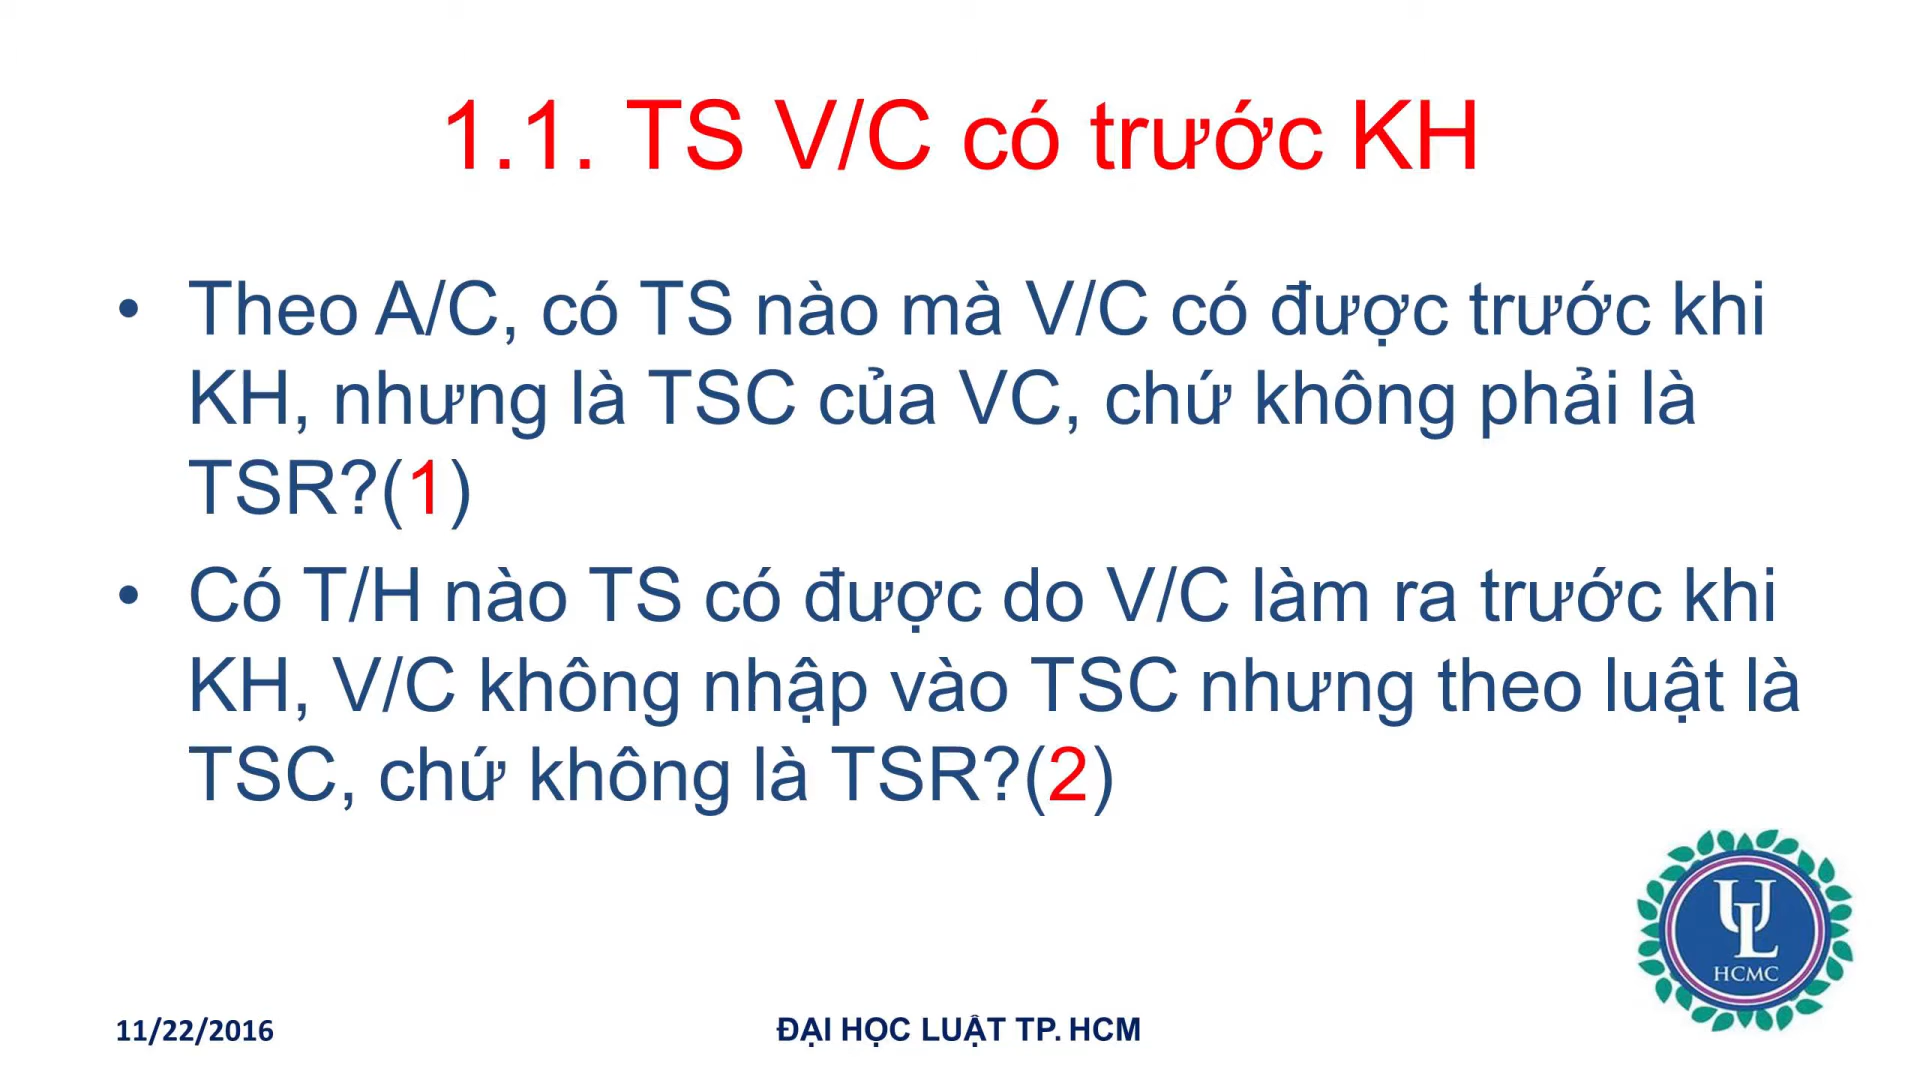 1.1. TS V/C có trước KH
• Theo A/C, có TS nào mà V/C có được trước khi
KH, nhưng là TSC của VC, chứ không phải là
TSR?(1)
• Có T/H nào TS có được do V/C làm ra trước khi
KH, V/C không nhập vào TSC nhưng theo luật là
TSC, chứ không là TSR?(2)
UL
HCMC
11/22/2016
ĐẠI HỌC LUẬT TP. HCM